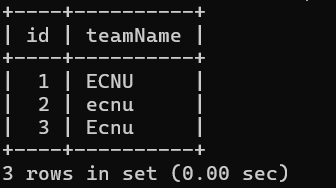 +----+----------+
| id | teamName |
+----+----------+
|  1 | ECNU     |
|  2 | ecnu     |
|  3 | Ecnu     |
+----+----------+
3 rows in set (0.00 sec)